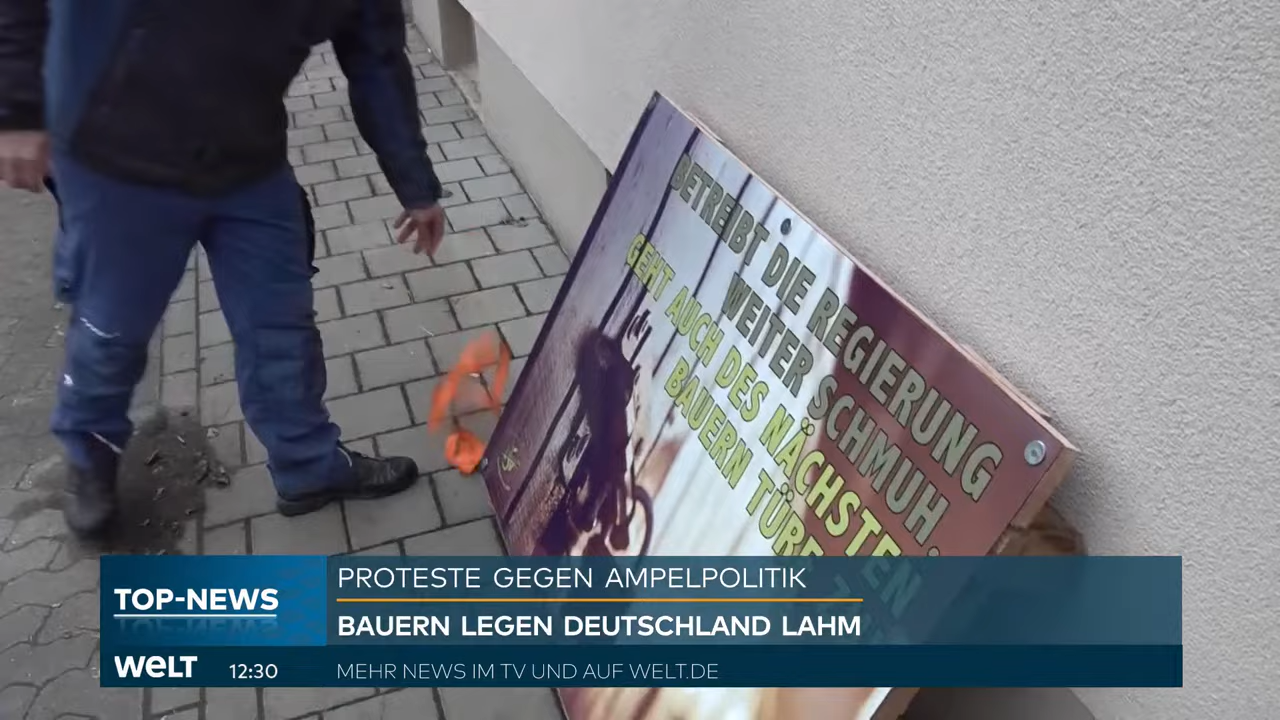 BETREIBT DIE REGIERUNG
WEITER SCHMUH,
GEHT AUCH DES NÄCHSTEN
BAUERN
TOP-NEWS
PROTESTE GEGEN AMPELPOLITIK
BAUERN LEGEN DEUTSCHLAND LAHM
WELT
12:30
MEHR NEWS IM TV UND AUF WELT.DE